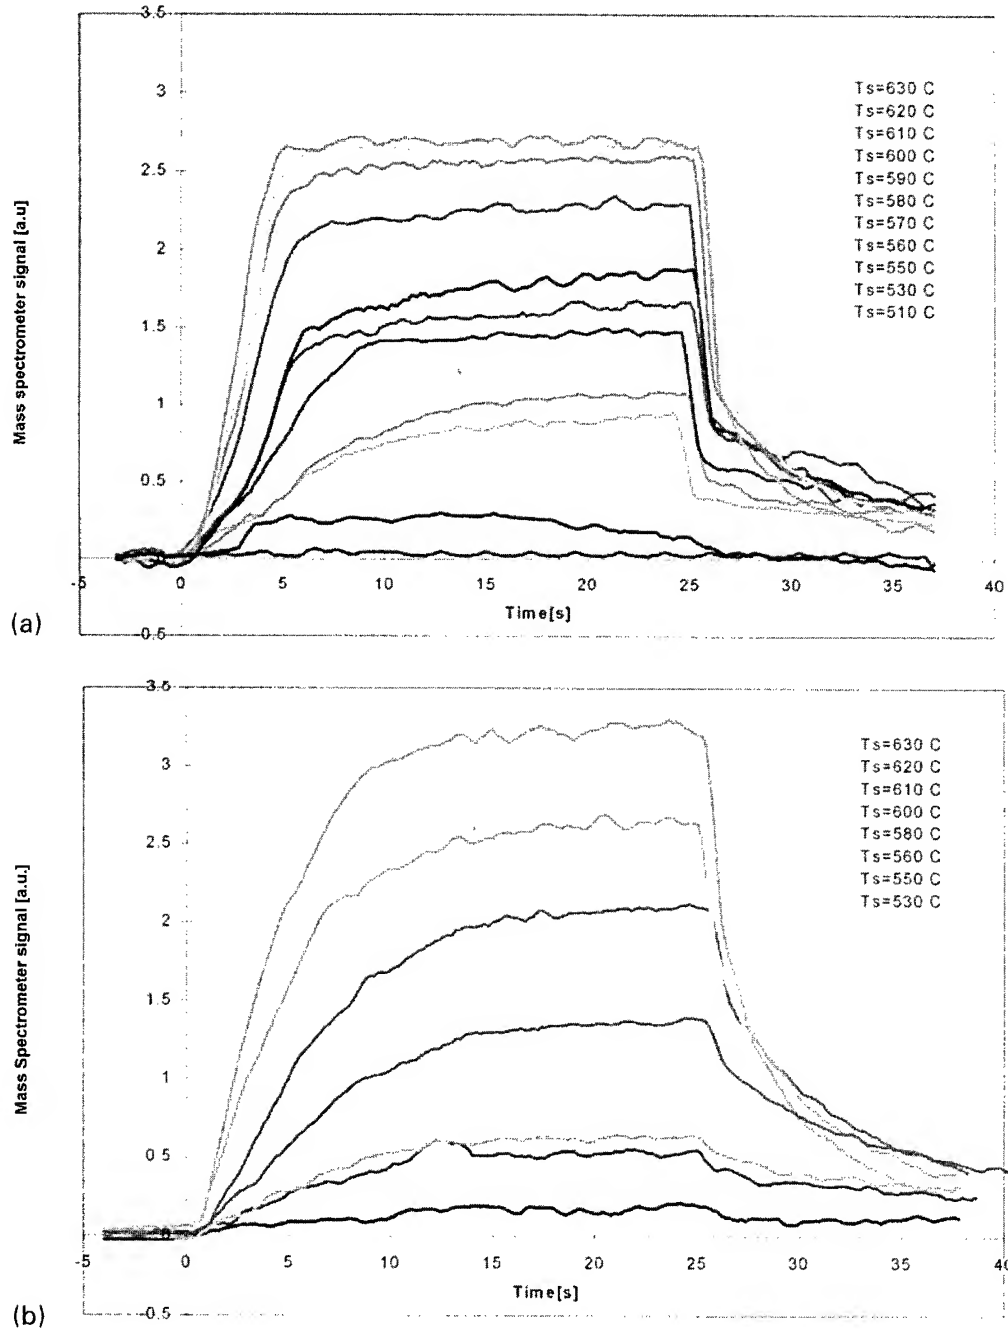 3.5
3
2.5
2
1.5
1
0.5
-0.5
-5
0
5
10
15
20
25
30
35
40
Mass spectrometer signal [a.u]
Time[s]
Ts=630 C
Ts=620 C
Ts=610 C
Ts=600 C
Ts=590 C
Ts=580 C
Ts=570 C
Ts=560 C
Ts=550 C
Ts=530 C
Ts=510 C
(a)
3.5
3
2.5
2
1.5
1
0.5
0
-0.5
-5
0
5
10
15
20
25
30
35
40
Mass Spectrometer signal [a.u.]
Time[s]
Ts=630 C
Ts=620 C
Ts=610 C
Ts=600 C
Ts=580 C
Ts=560 C
Ts=550 C
Ts=530 C
(b)